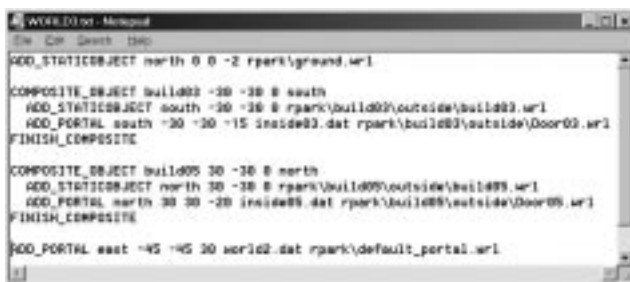 WORLD3.txt - Notepad
File Edit Search Help
ADD_STATICOBJECT north 0 0 -2 rpark\ground.wrl
COMPOSITE_OBJECT build03 -30 -30 0 south
ADD_STATICOBJECT south -30 -30 0 rpark\build03\outside\build03.wrl
ADD_PORTAL south -30 -30 -15 inside03.dat rpark\build03\outside\Door03.wrl
FINISH_COMPOSITE
COMPOSITE_OBJECT build05 30 -30 0 north
ADD_STATICOBJECT north 30 -30 0 rpark\build05\outside\build05.wrl
ADD_PORTAL north 30 30 -20 inside05.dat rpark\build05\outside\Door05.wrl
FINISH_COMPOSITE
ADD_PORTAL east -45 -45 30 world2.dat rpark\default_portal.wrl